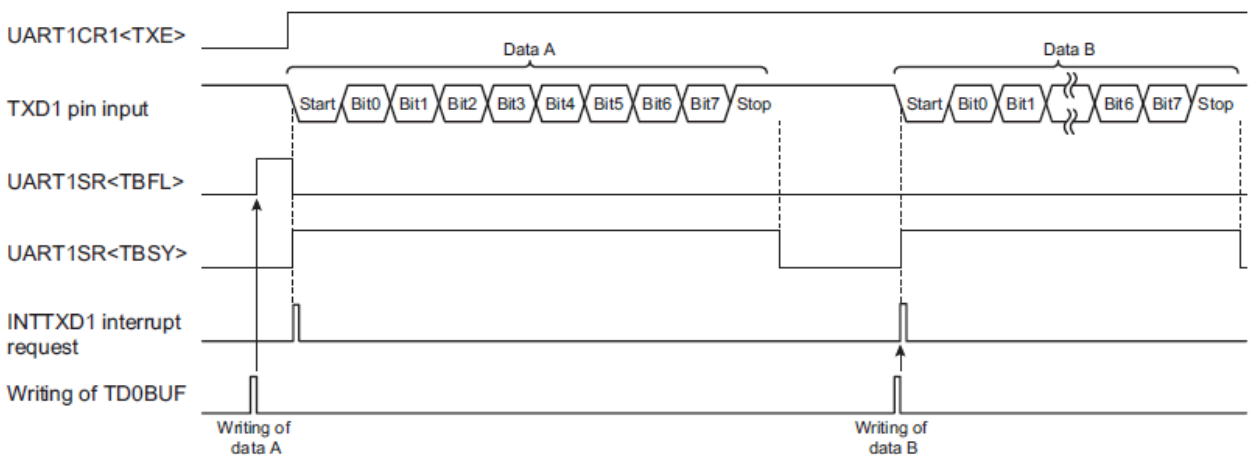 UART1CR1<TXE>
Data A
Data B
TXD1 pin input
Start Bit0 Bit1 Bit2 Bit3 Bit4 Bit5 Bit6 Bit7 Stop
Start Bit0 Bit1 Bit6 Bit7 Stop
UART1SR<TBFL>
UART1SR<TBSY>
INTTXD1 interrupt
request
Writing of TD0BUF
Writing of
data A
Writing of
data B